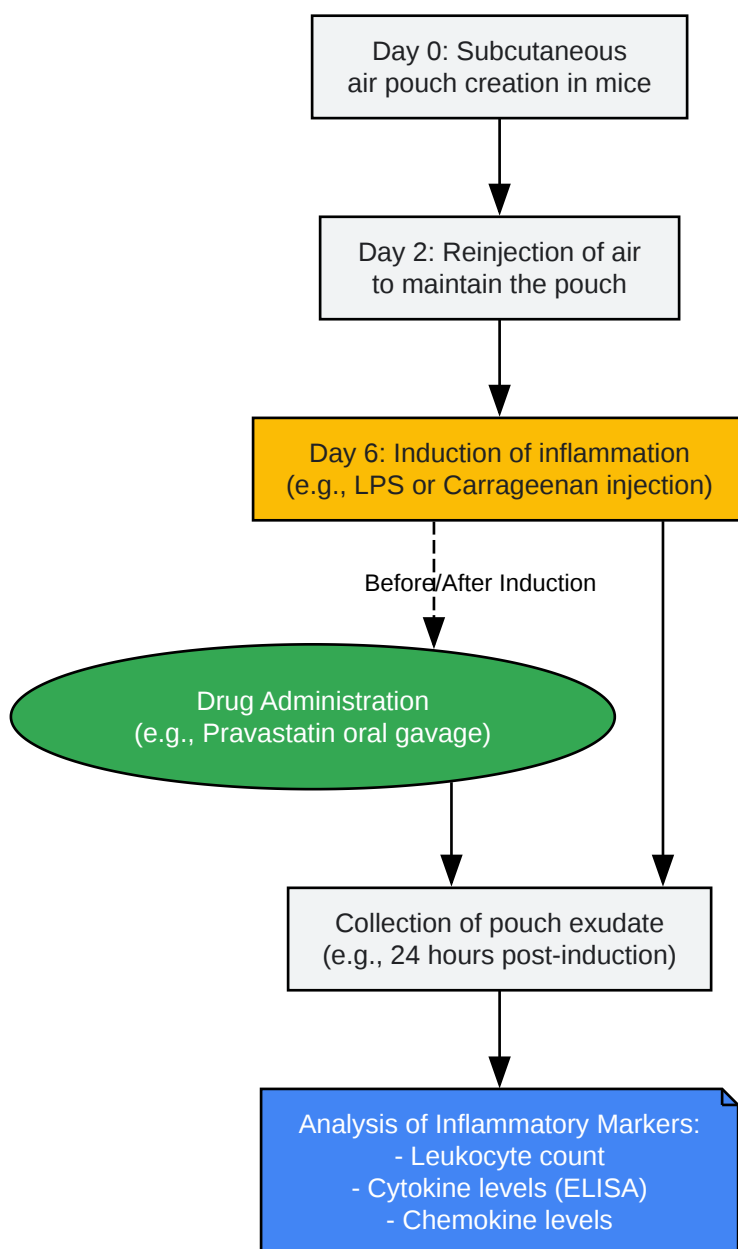 Day 0: Subcutaneous
air pouch creation in mice
Day 2: Reinjection of air
to maintain the pouch
Day 6: Induction of inflammation
(e.g., LPS or Carrageenan injection)
Before/After Induction
Drug Administration
(e.g., Pravastatin oral gavage)
Collection of pouch exudate
(e.g., 24 hours post-induction)
Analysis of Inflammatory Markers:
- Leukocyte count
- Cytokine levels (ELISA)
- Chemokine levels